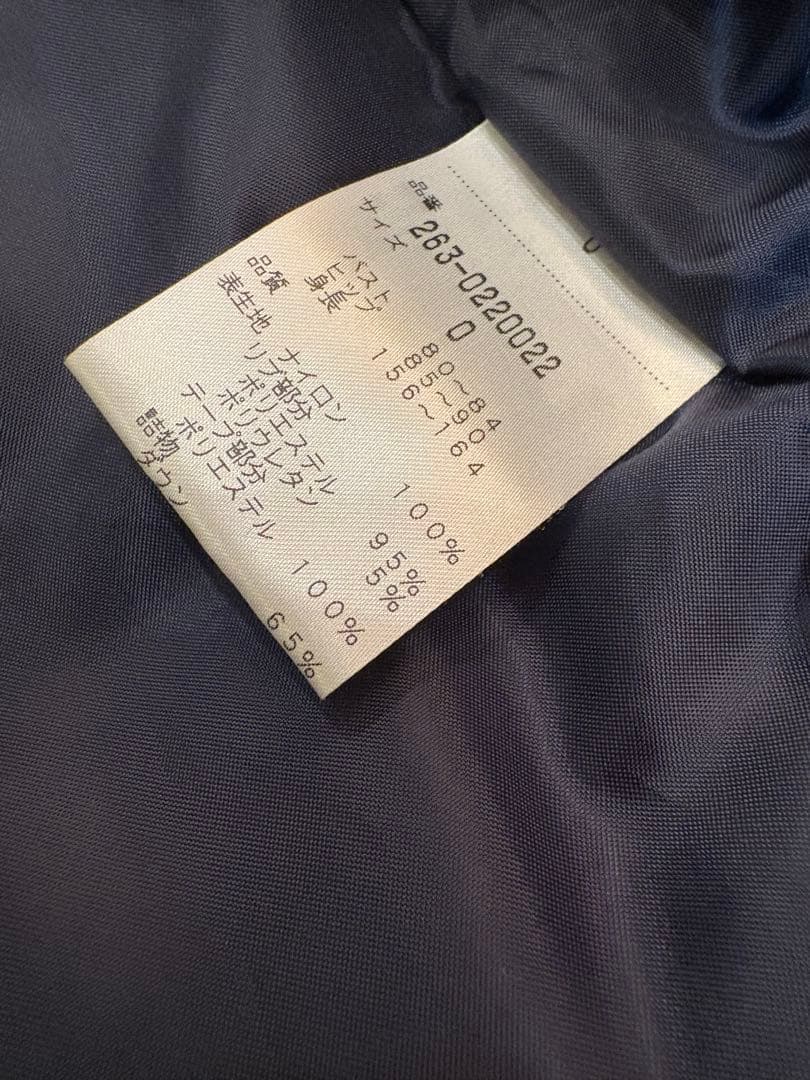 品番 263-0220022
サイズ 0
バスト 80～84
ヒップ 85～90
身長 156～164
品質
表生地 ナイロン 100%
リブ部分
ポリエステル 95%
ポリウレタン 5%
テープ部分
ポリエステル 100%
詰物
ダウン 65%